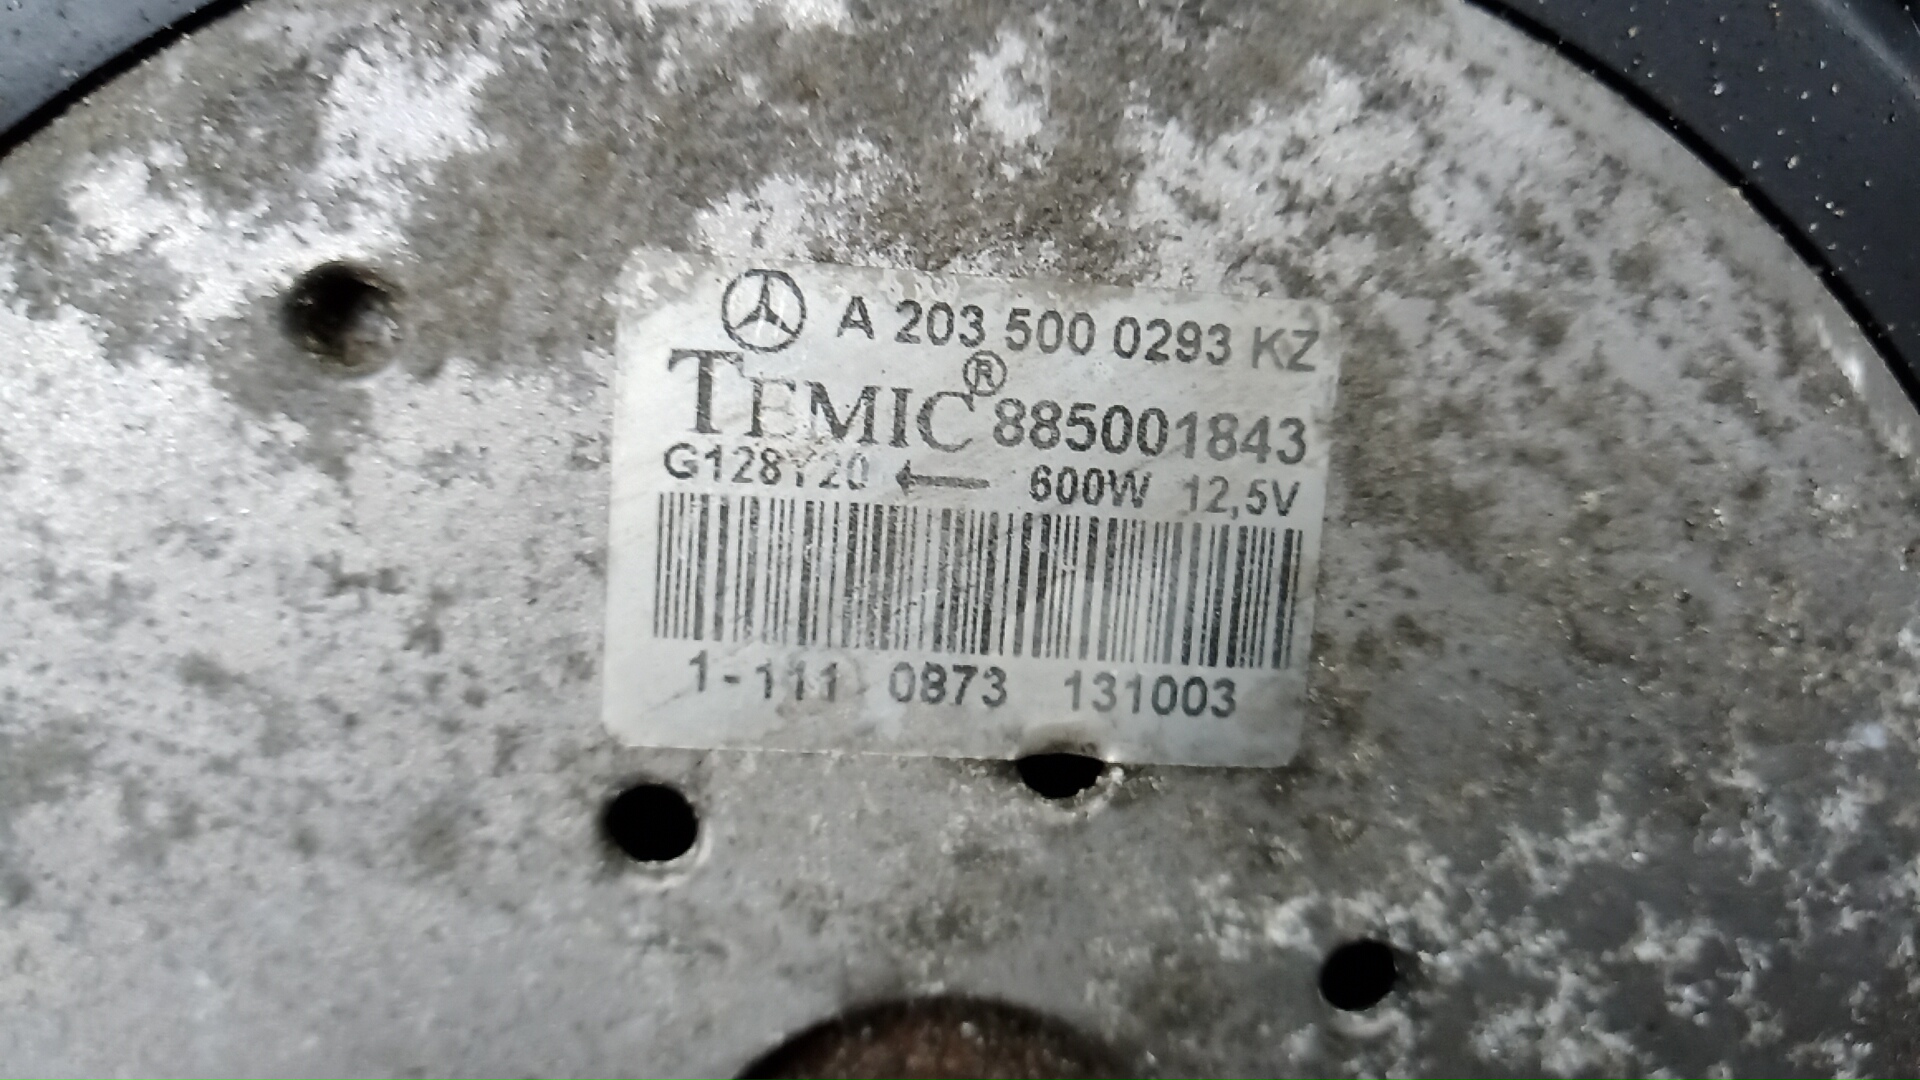 A 203 500 0293 KZ
TEMIC® 885001843
G128Y20 ← 600W 12,5V
1-111 0873 131003